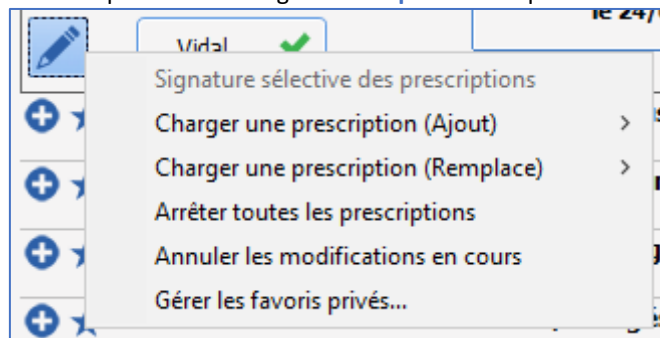 le 24/
Vidal
Signature sélective des prescriptions
Charger une prescription (Ajout)
Charger une prescription (Remplace)
Arrêter toutes les prescriptions
Annuler les modifications en cours
Gérer les favoris privés...